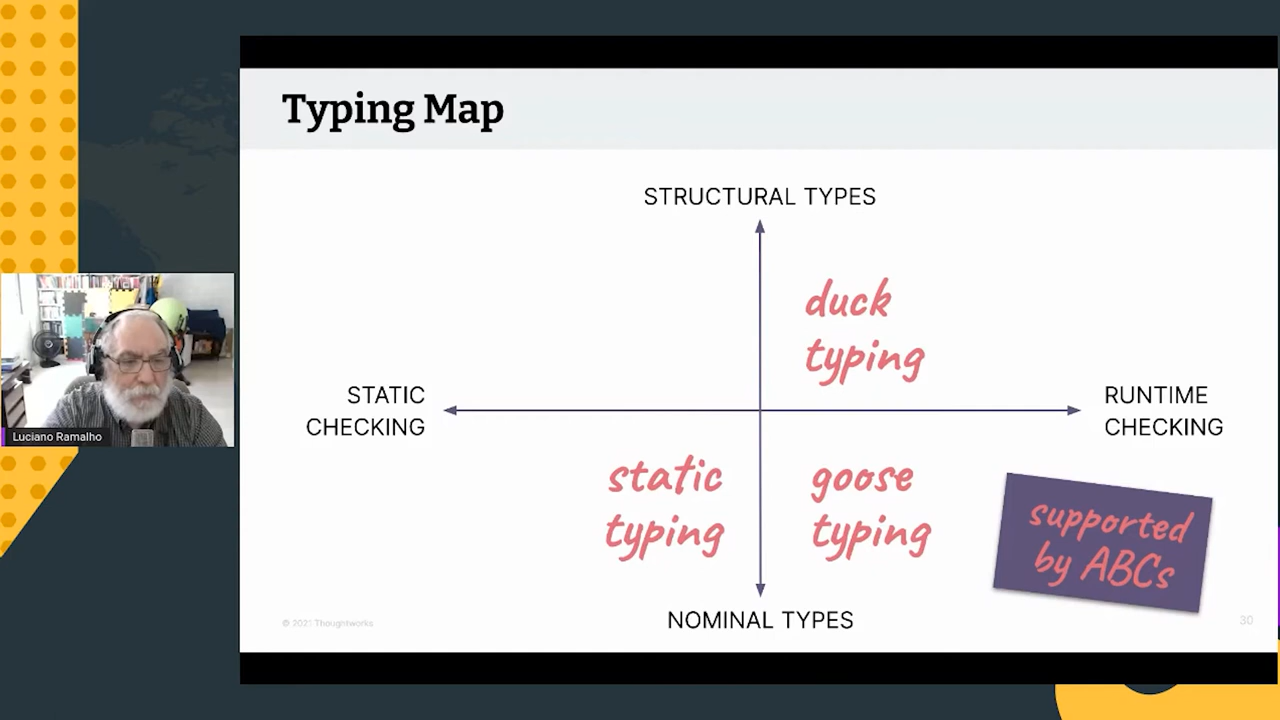 Typing Map
STRUCTURAL TYPES
duck
typing
STATIC
CHECKING
RUNTIME
CHECKING
Luciano Ramalho
static
typing
goose
typing
supported
by ABCs
NOMINAL TYPES
© 2021 Thoughtworks
30